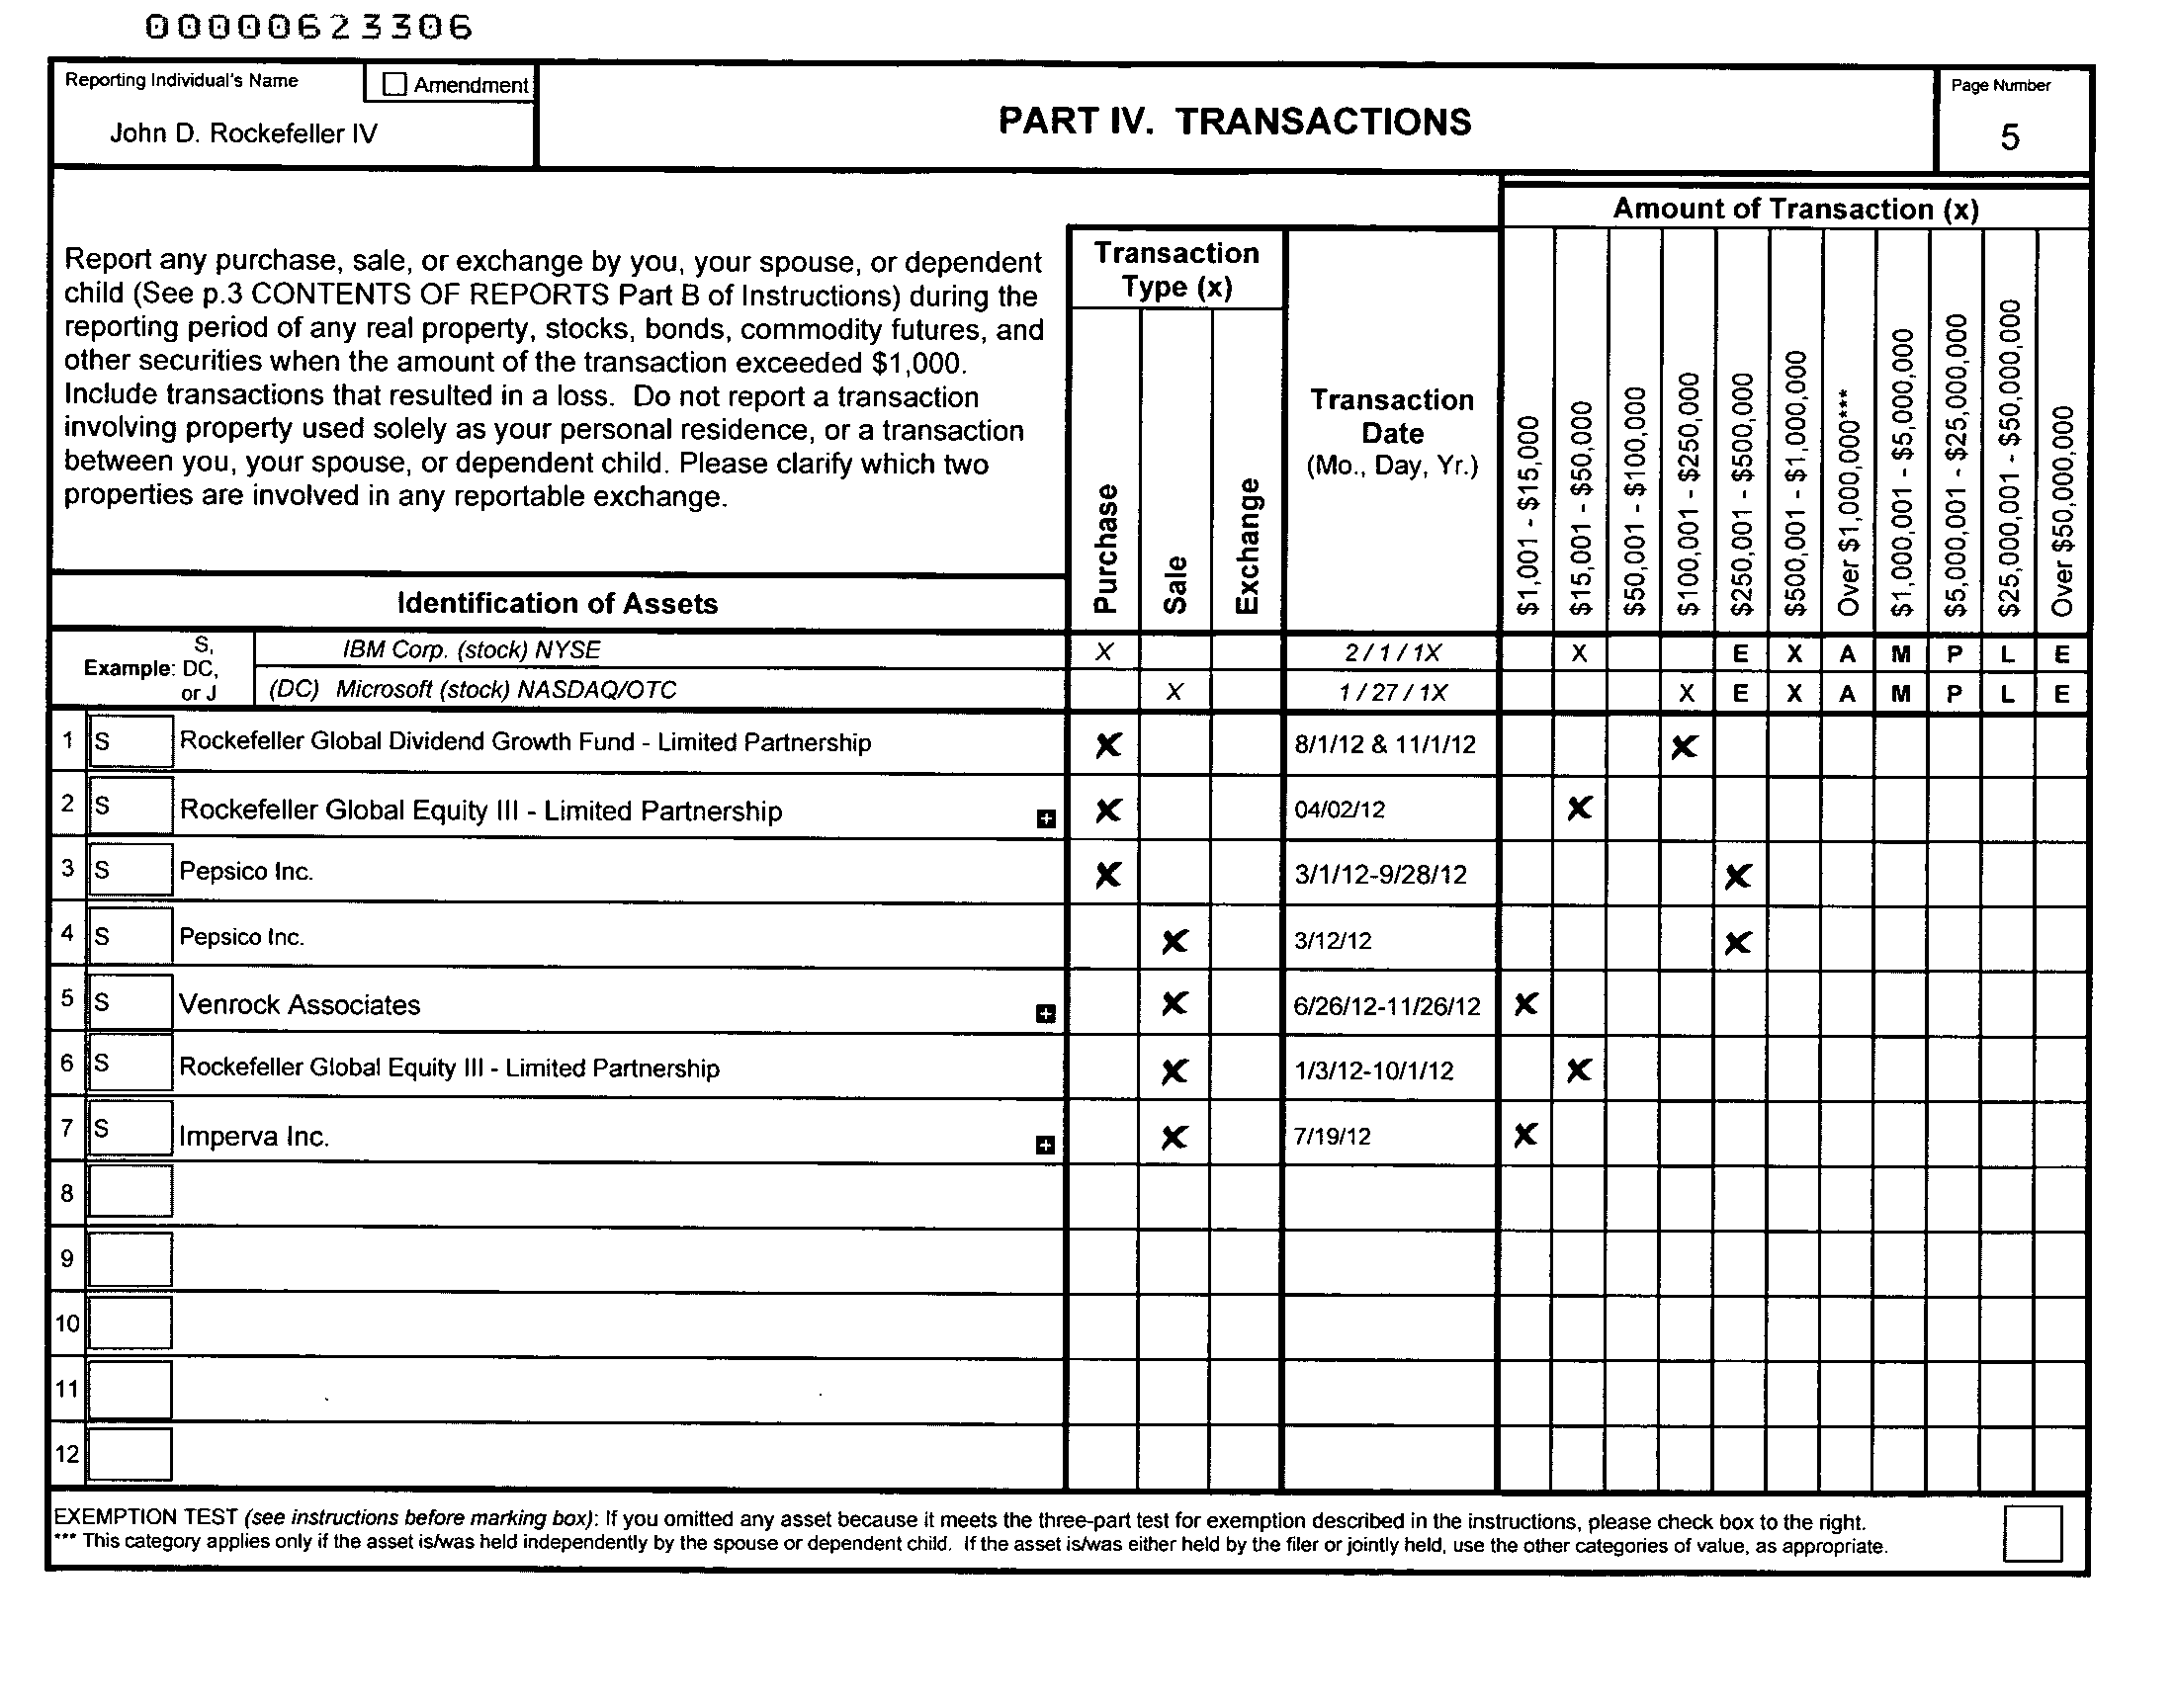 00000623306
Reporting Individual's Name
Amendment
John D. Rockefeller IV
PART IV. TRANSACTIONS
Page Number
5
Report any purchase, sale, or exchange by you, your spouse, or dependent
child (See p.3 CONTENTS OF REPORTS Part B of Instructions) during the
reporting period of any real property, stocks, bonds, commodity futures, and
other securities when the amount of the transaction exceeded $1,000.
Include transactions that resulted in a loss. Do not report a transaction
involving property used solely as your personal residence, or a transaction
between you, your spouse, or dependent child. Please clarify which two
properties are involved in any reportable exchange.
Identification of Assets
Transaction
Type (x)
Purchase
Sale
Exchange
Transaction
Date
(Mo., Day, Yr.)
Amount of Transaction (x)
$1,001 - $15,000
$15,001 - $50,000
$50,001 - $100,000
$100,001 - $250,000
$250,001 - $500,000
$500,001 - $1,000,000
Over $1,000,000***
$1,000,001 - $5,000,000
$5,000,001 - $25,000,000
$25,000,001 - $50,000,000
Over $50,000,000
S,
Example: DC,
or J
IBM Corp. (stock) NYSE X 2 / 1 / 1X X E X A M P L E
(DC) Microsoft (stock) NASDAQ/OTC X 1 / 27 / 1X X E X A M P L E
1 S Rockefeller Global Dividend Growth Fund - Limited Partnership X 8/1/12 & 11/1/12 X
2 S Rockefeller Global Equity III - Limited Partnership + X 04/02/12 X
3 S Pepsico Inc. X 3/1/12-9/28/12 X
4 S Pepsico Inc. X 3/12/12 X
5 S Venrock Associates + X 6/26/12-11/26/12 X
6 S Rockefeller Global Equity III - Limited Partnership X 1/3/12-10/1/12 X
7 S Imperva Inc. + X 7/19/12 X
8
9
10
11
12
EXEMPTION TEST (see instructions before marking box): If you omitted any asset because it meets the three-part test for exemption described in the instructions, please check box to the right.
*** This category applies only if the asset is/was held independently by the spouse or dependent child. If the asset is/was either held by the filer or jointly held, use the other categories of value, as appropriate.